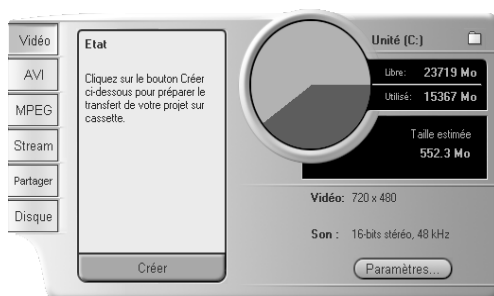 Vidéo
AVI
MPEG
Stream
Partager
Disque
Etat
Cliquez sur le bouton Créer
ci-dessous pour préparer le
transfert de votre projet sur
cassette.
Créer
Unité (C:)
Libre: 23719 Mo
Utilisé: 15367 Mo
Taille estimée
552.3 Mo
Vidéo: 720 x 480
Son : 16-bits stéréo, 48 kHz
Paramètres...